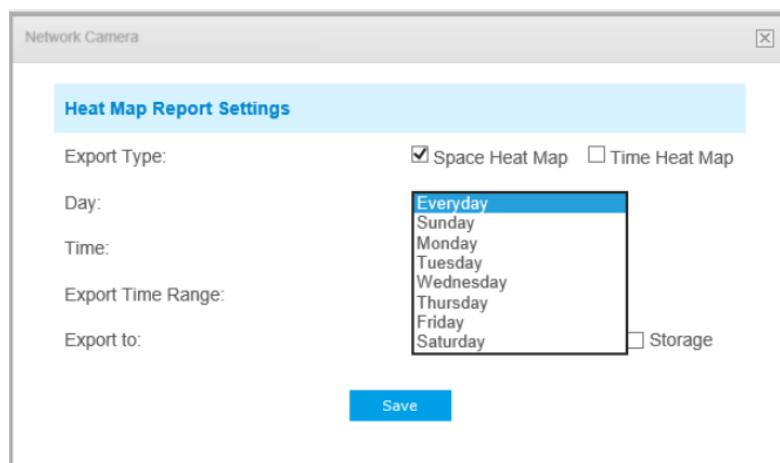 Network Camera
Heat Map Report Settings
Export Type: Space Heat Map Time Heat Map
Day: Everyday
Sunday
Time: Monday
Tuesday
Wednesday
Export Time Range: Thursday
Friday
Export to: Saturday Storage
Save